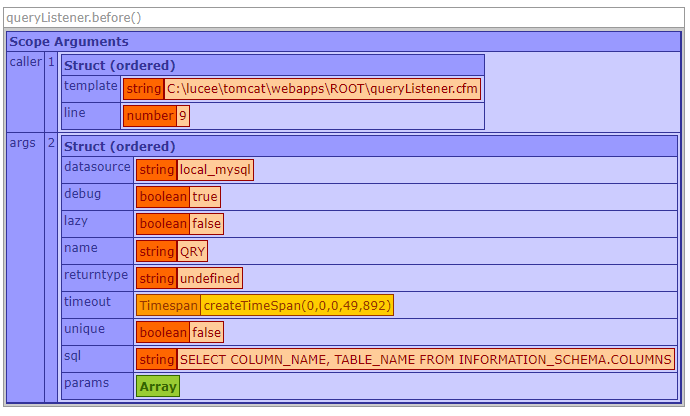 queryListener.before()
Scope Arguments
caller 1 Struct (ordered)
template string C:\lucee\tomcat\webapps\ROOT\queryListener.cfm
line number 9
args 2 Struct (ordered)
datasource string local_mysql
debug boolean true
lazy boolean false
name string QRY
returntype string undefined
timeout Timespan createTimeSpan(0,0,0,49,892)
unique boolean false
sql string SELECT COLUMN_NAME, TABLE_NAME FROM INFORMATION_SCHEMA.COLUMNS
params Array